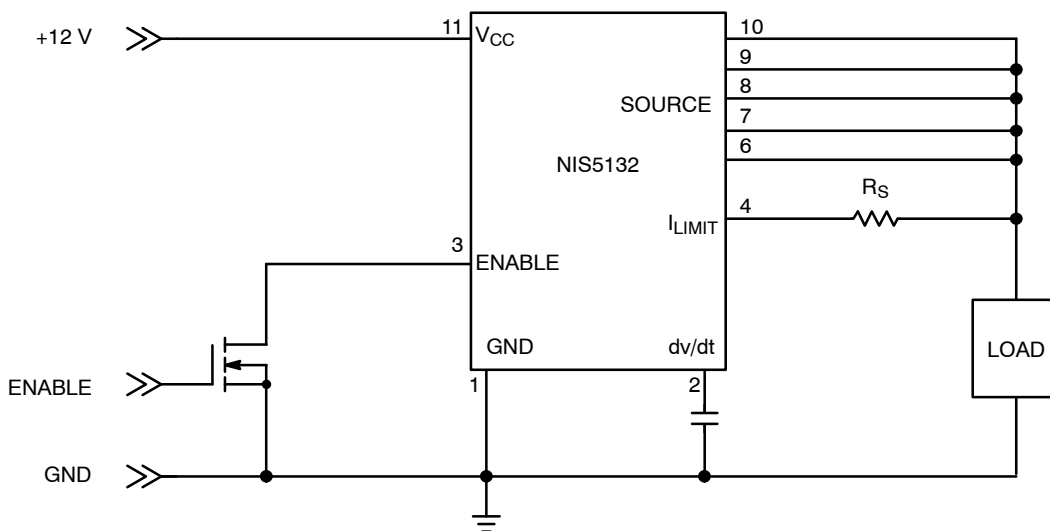 +12 V
11
VCC
10
9
8
SOURCE
7
NIS5132
6
RS
4
ILIMIT
3
ENABLE
GND
dv/dt
LOAD
ENABLE
1
2
GND